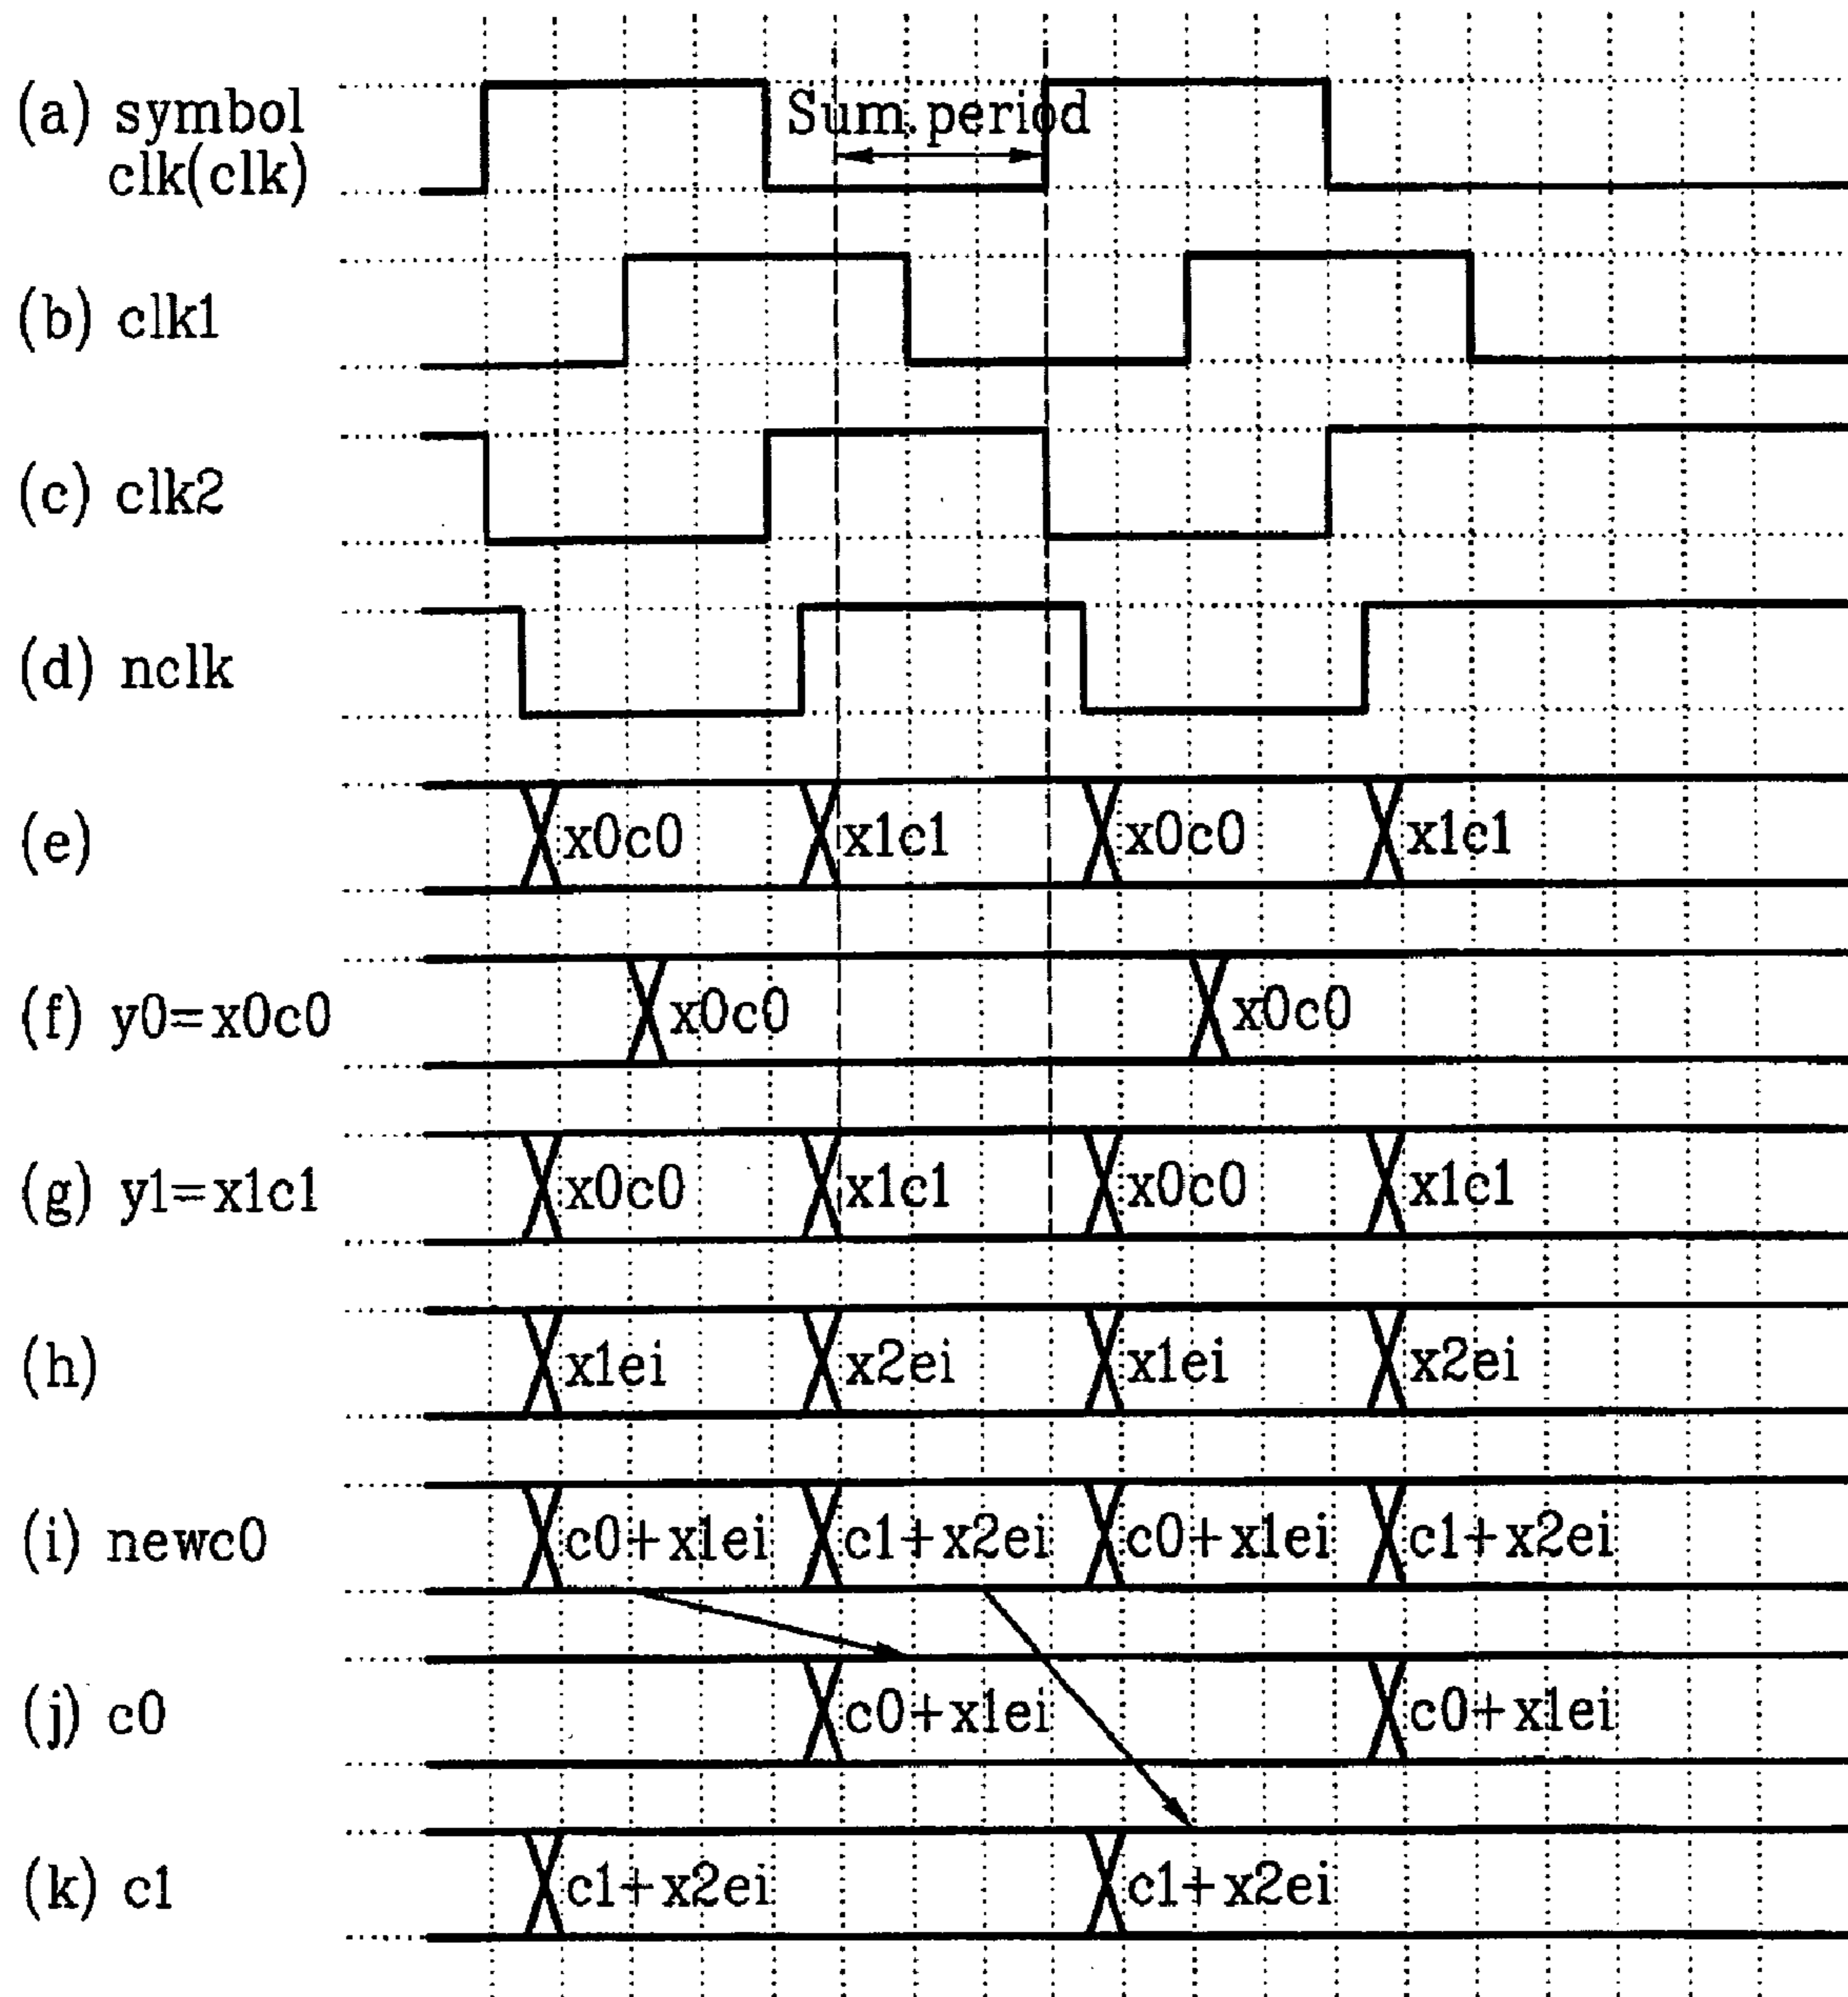 (a) symbol
clk(clk)
Sum.period
(b) clk1
(c) clk2
(d) nclk
(e) x0c0 x1c1 x0c0 x1c1
(f) y0=x0c0 x0c0 x0c0
(g) y1=x1c1 x0c0 x1c1 x0c0 x1c1
(h) x1ei x2ei x1ei x2ei
(i) newc0 c0+x1ei c1+x2ei c0+x1ei c1+x2ei
(j) c0 c0+x1ei c0+x1ei
(k) c1 c1+x2ei c1+x2ei